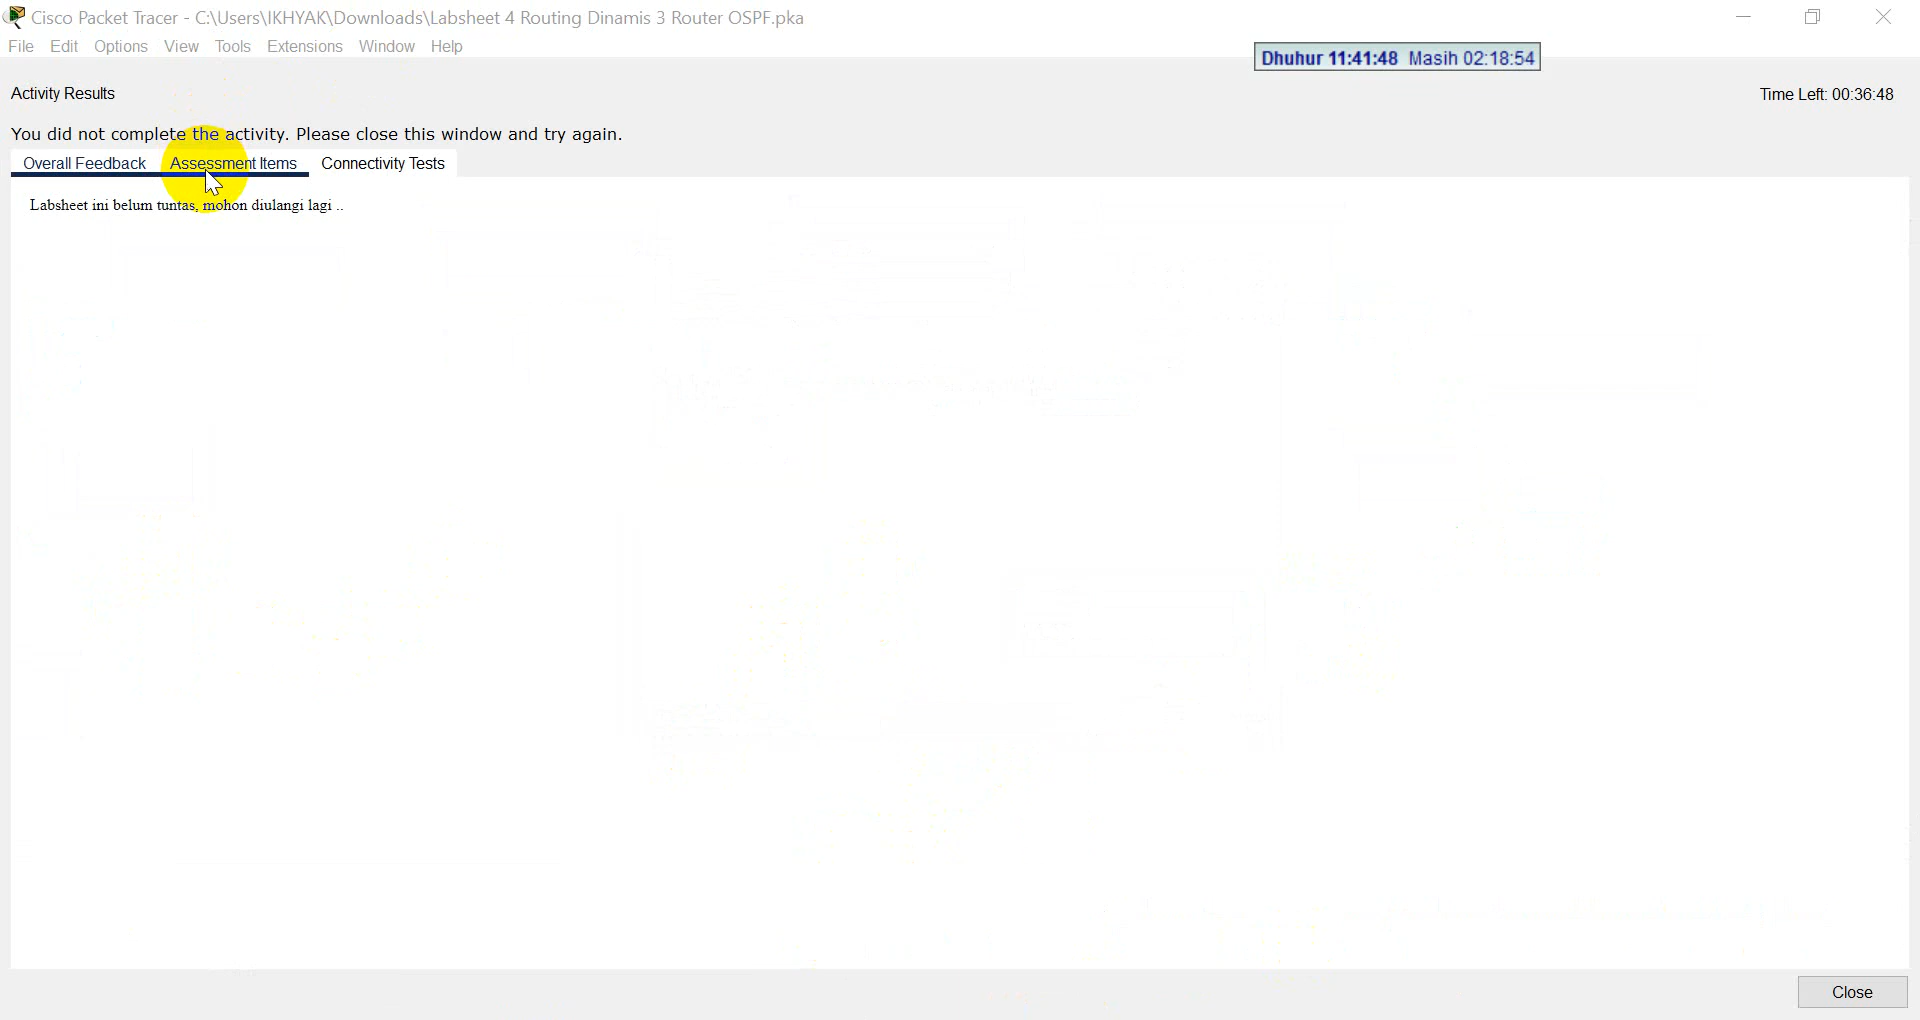 Cisco Packet Tracer - C:\Users\IKHYAK\Downloads\Labsheet 4 Routing Dinamis 3 Router OSPF.pka
File Edit Options View Tools Extensions Window Help
Dhuhur 11:41:48 Masih 02:18:54
Activity Results
Time Left: 00:36:48
You did not complete the activity. Please close this window and try again.
Overall Feedback Assessment Items Connectivity Tests
Labsheet ini belum tuntas, mohon diulangi lagi ..
Close